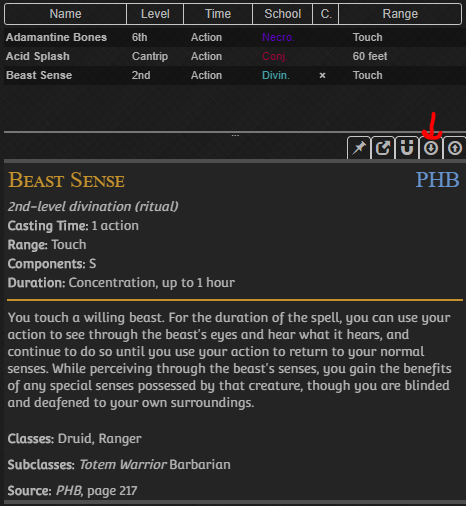 Name Level Time School C. Range
Adamantine Bones 6th Action Necro. Touch
Acid Splash Cantrip Action Conj. 60 feet
Beast Sense 2nd Action Divin. × Touch
...
Beast Sense PHB
2nd-level divination (ritual)
Casting Time: 1 action
Range: Touch
Components: S
Duration: Concentration, up to 1 hour
You touch a willing beast. For the duration of the spell, you can use your
action to see through the beast's eyes and hear what it hears, and
continue to do so until you use your action to return to your normal
senses. While perceiving through the beast's senses, you gain the benefits
of any special senses possessed by that creature, though you are blinded
and deafened to your own surroundings.
Classes: Druid, Ranger
Subclasses: Totem Warrior Barbarian
Source: PHB, page 217